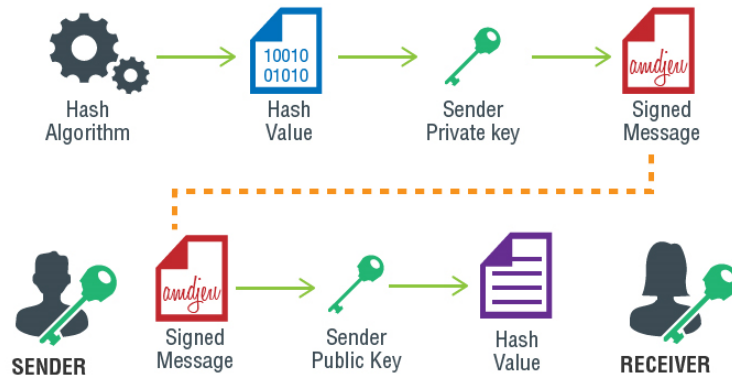 10010
01010
amdjeu
Hash
Algorithm
Hash
Value
Sender
Private key
Signed
Message
amdjeu
Signed
Message
Sender
Public Key
Hash
Value
SENDER
RECEIVER